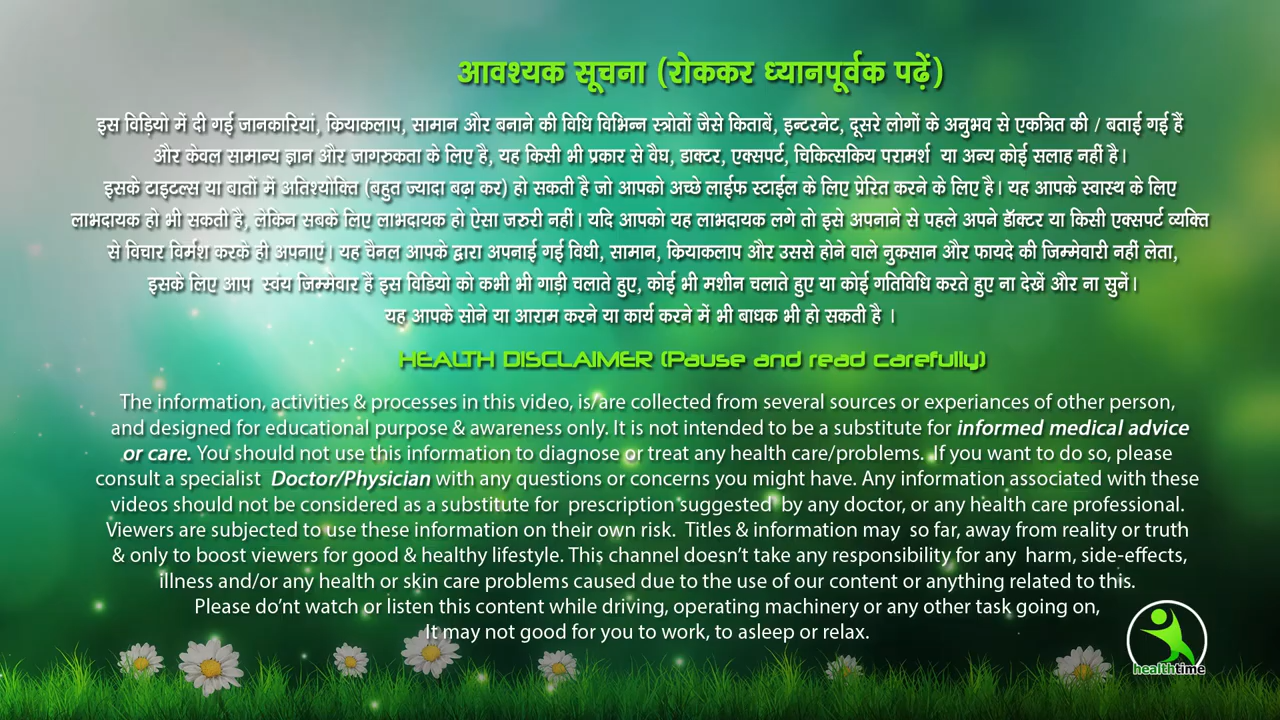 आवश्यक सूचना (रोककर ध्यानपूर्वक पढ़ें)
इस विड़ियो में दी गई जानकारियां, कियाकलाप, सामान और बनाने की विधि विभिन्न स्त्रोतों जैसे किताबें, इन्टरनेट, दूसरे लोगों के अनुभव से एकत्रित की / बताई गई हैं
और केवल सामान्य ज्ञान और जागरुकता के लिए है, यह किसी भी प्रकार से वैघ, डाक्टर, एक्सपर्ट, चिकित्सकिय परामर्श या अन्य कोई सलाह नहीं है।
इसके टाइटल्स या बातों में अतिश्योक्ति (बहुत ज्यादा बढ़ा कर) हो सकती है जो आपको अच्छे लाईफ स्टाईल के लिए प्रेरित करने के लिए है। यह आपके स्वास्थ के लिए
लाभदायक हो भी सकती है, लेकिन सबके लिए लाभदायक हो ऐसा जरुरी नहीं। यदि आपको यह लाभदायक लगे तो इसे अपनाने से पहले अपने डॉक्टर या किसी एक्सपर्ट व्यक्ति
से विचार विर्मश करके ही अपनाएं। यह चैनल आपके द्वारा अपनाई गई विधी, सामान, कियाकलाप और उससे होने वाले नुकसान और फायदे की जिम्मेवारी नहीं लेता,
इसके लिए आप स्वंय जिम्मेवार हैं इस विडियो को कभी भी गाड़ी चलाते हुए, कोई भी मशीन चलाते हुए या कोई गतिविधि करते हुए ना देखें और ना सुनें।
यह आपके सोने या आराम करने या कार्य करने में भी बाधक भी हो सकती है ।
HEALTH DISCLAIMER (Pause and read carefully)
The information, activities & processes in this video, is/are collected from several sources or experiances of other person,
and designed for educational purpose & awareness only. It is not intended to be a substitute for informed medical advice
or care. You should not use this information to diagnose or treat any health care/problems. If you want to do so, please
consult a specialist Doctor/Physician with any questions or concerns you might have. Any information associated with these
videos should not be considered as a substitute for prescription suggested by any doctor, or any health care professional.
Viewers are subjected to use these information on their own risk. Titles & information may so far, away from reality or truth
& only to boost viewers for good & healthy lifestyle. This channel doesn't take any responsibility for any harm, side-effects,
illness and/or any health or skin care problems caused due to the use of our content or anything related to this.
Please do'nt watch or listen this content while driving, operating machinery or any other task going on,
It may not good for you to work, to asleep or relax.
healthtime